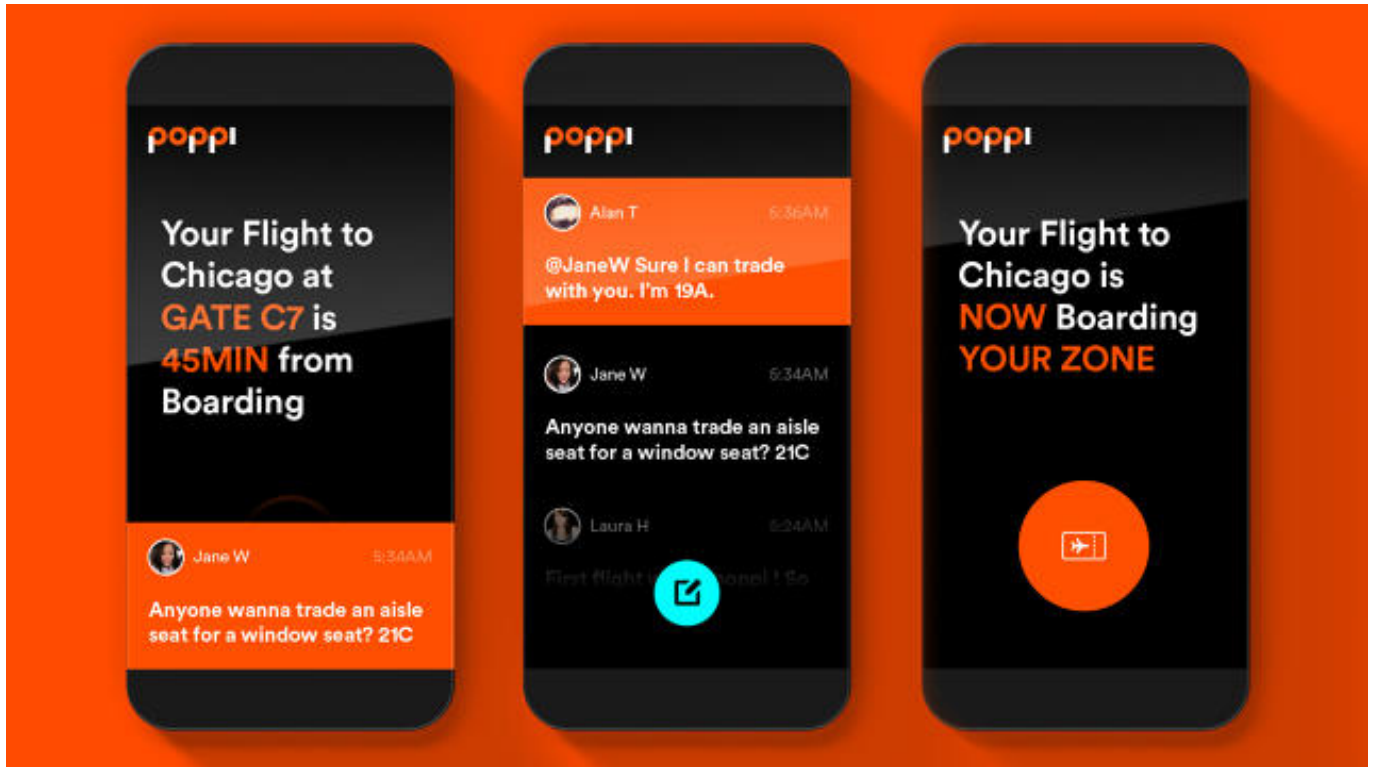 poppi
Your Flight to
Chicago at
GATE C7 is
45MIN from
Boarding
Jane W 5:34AM
Anyone wanna trade an aisle
seat for a window seat? 21C
poppi
Alan T 5:36AM
@JaneW Sure I can trade
with you. I'm 19A.
Jane W 5:34AM
Anyone wanna trade an aisle
seat for a window seat? 21C
Laura H 5:24AM
First flight ! So
poppi
Your Flight to
Chicago is
NOW Boarding
YOUR ZONE